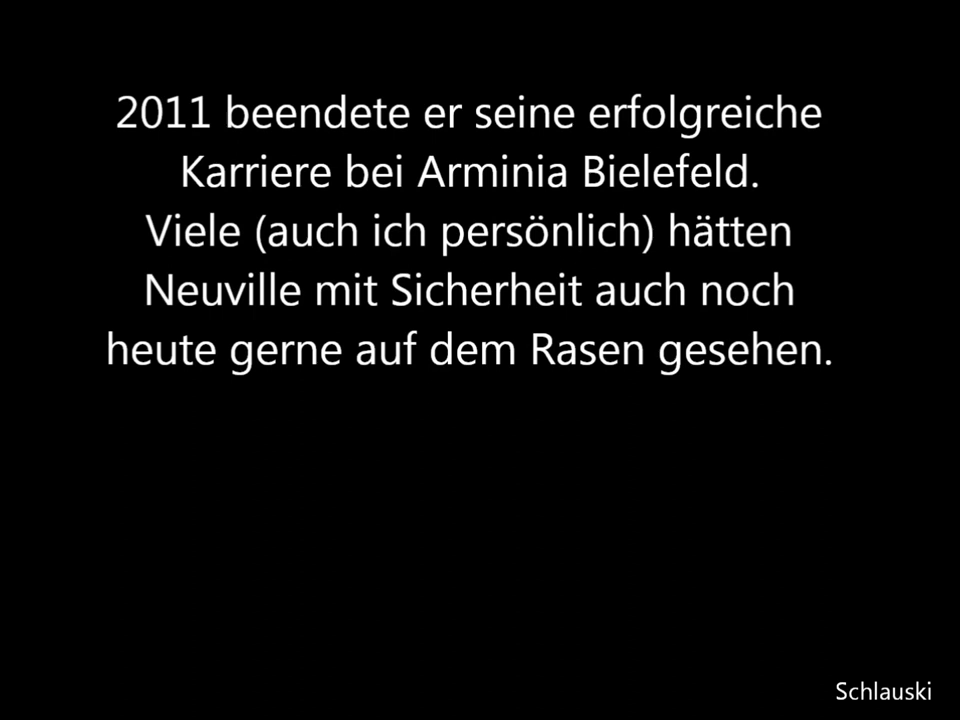 2011 beendete er seine erfolgreiche
Karriere bei Arminia Bielefeld.
Viele (auch ich persönlich) hätten
Neuville mit Sicherheit auch noch
heute gerne auf dem Rasen gesehen.
Schlauski